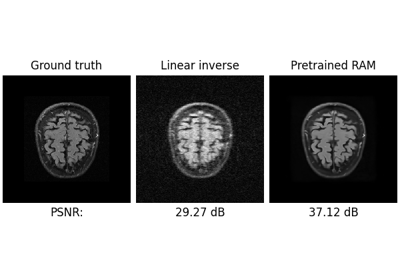 Ground truth Linear inverse Pretrained RAM
PSNR: 29.27 dB 37.12 dB